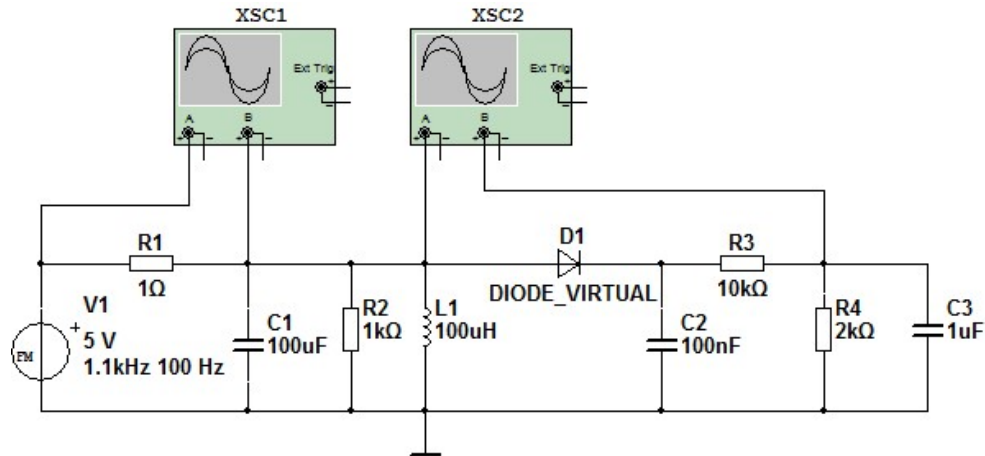 XSC1
XSC2
Ext Trig
+
−
A
B
+
−
+
−
Ext Trig
+
−
A
B
+
−
+
−
R1
1Ω
V1
+
5 V
1.1kHz 100 Hz
FM
C1
100uF
R2
1kΩ
L1
100uH
D1
DIODE_VIRTUAL
C2
100nF
R3
10kΩ
R4
2kΩ
C3
1uF